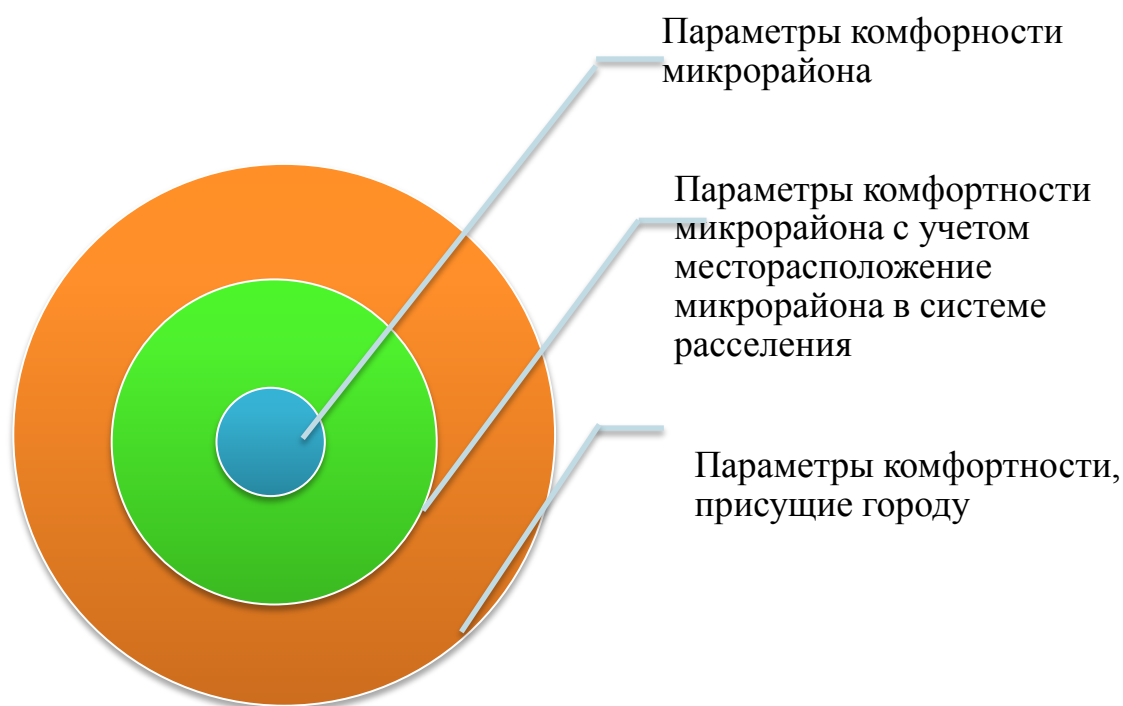 Параметры комфорности
микрорайона
Параметры комфортности
микрорайона с учетом
месторасположение
микрорайона в системе
расселения
Параметры комфортности,
присущие городу